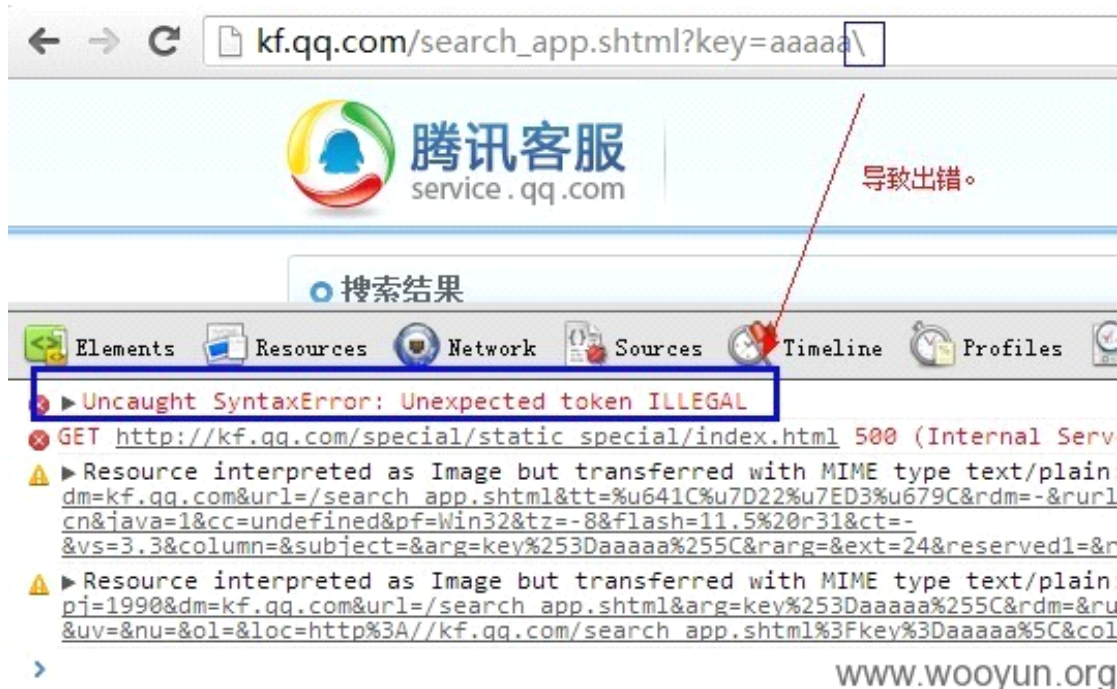 kf.qq.com/search_app.shtml?key=aaaaa\
腾讯客服
service.qq.com
导致出错。
搜索结果
Elements Resources Network Sources Timeline Profiles
Uncaught SyntaxError: Unexpected token ILLEGAL
GET http://kf.qq.com/special/static_special/index.html 500 (Internal Serv
Resource interpreted as Image but transferred with MIME type text/plain
dm=kf.qq.com&url=/search_app.shtml&tt=%u641C%u7D22%u7ED3%u679C&rdm=-&rurl
cn&java=1&cc=undefined&pf=Win32&tz=-8&flash=11.5%20r31&ct=-
&vs=3.3&column=&subject=&arg=key%253Daaaaa%255C&rarg=&ext=24&reserved1=&r
Resource interpreted as Image but transferred with MIME type text/plain:
pj=1990&dm=kf.qq.com&url=/search_app.shtml&arg=key%253Daaaaa%255C&rdm=&ru
&uv=&nu=&ol=&loc=http%3A//kf.qq.com/search_app.shtml%3Fkey%3Daaaaa%5C&col
www.wooyun.org